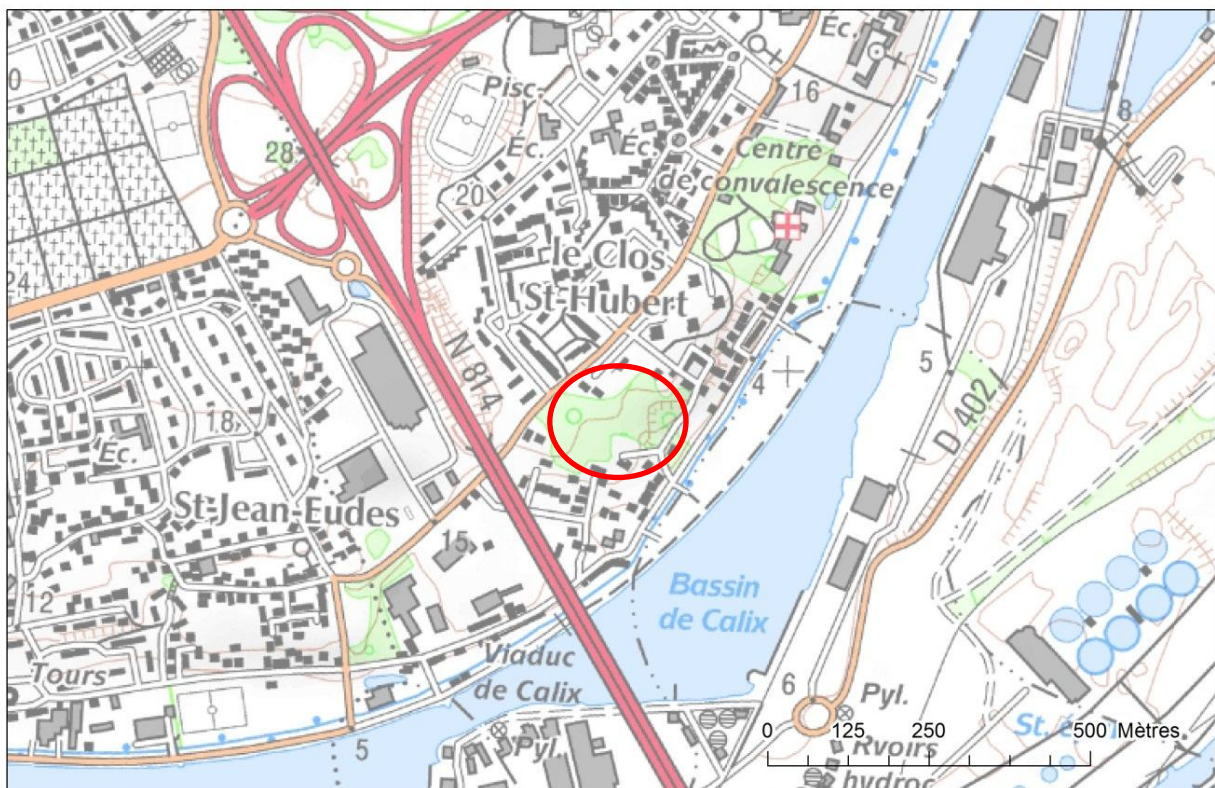 Éc.
Pisc.
Éc.
Éc.
16
28
20
Centre
de convalescence
8
24
le Clos
St-Hubert
N 814
4
5
D 402
18
Éc.
St-Jean-Eudes
15
12
Bassin
de Calix
Tours
Viaduc
de Calix
6
Pyl.
Pyl.
5
0 125 250 500 Mètres
Rvoirs
hydroc